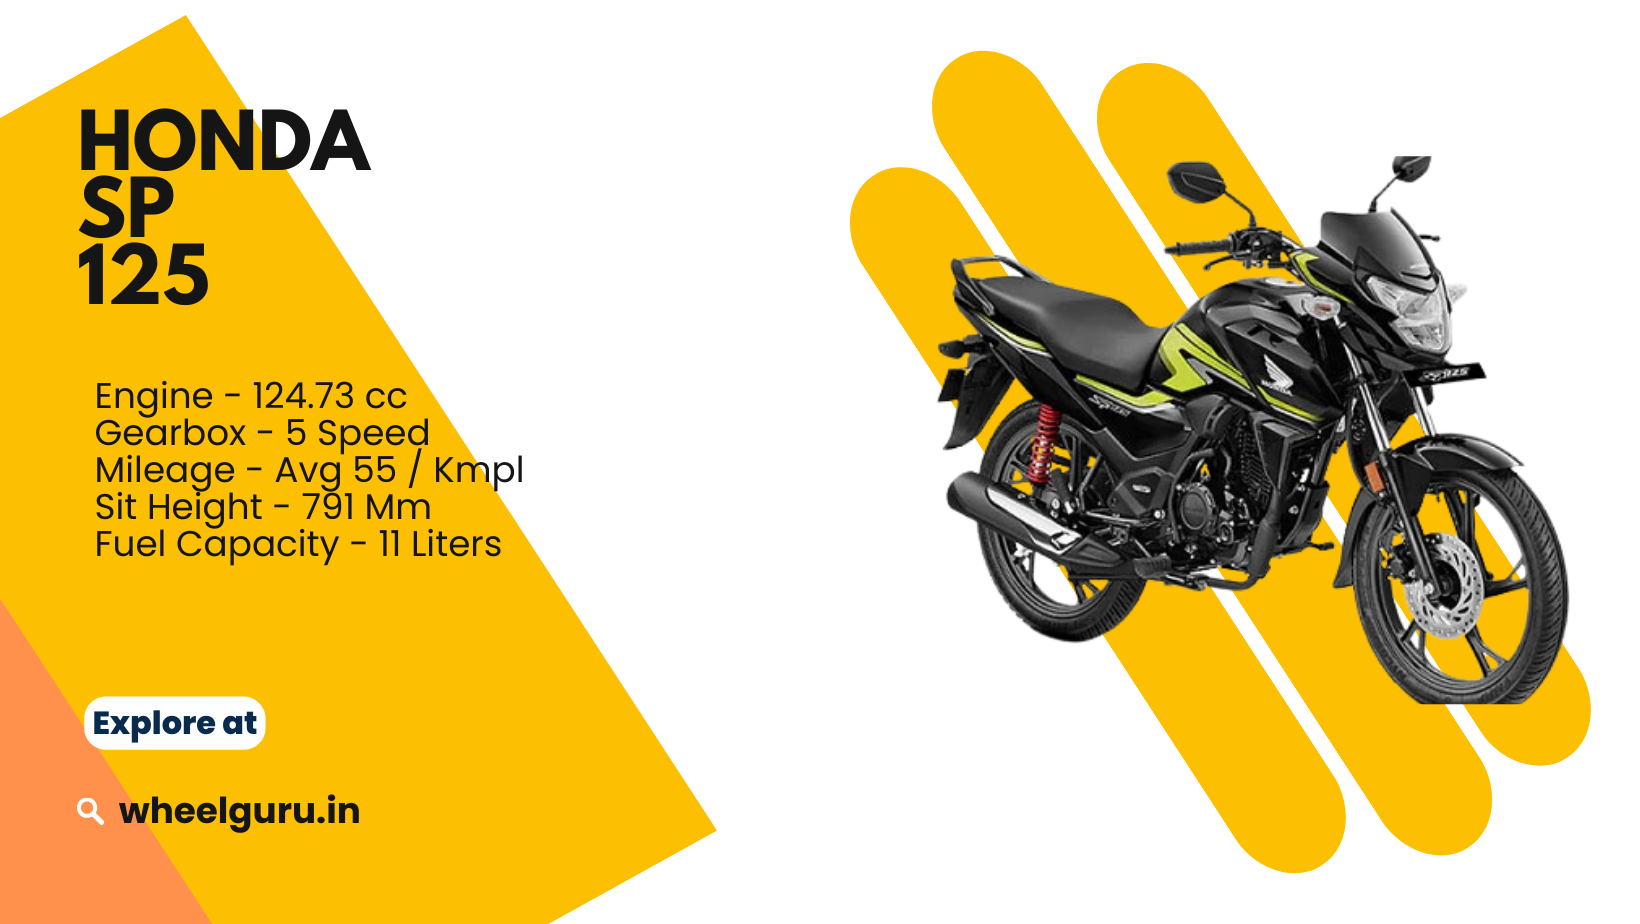 HONDA
SP
125
Engine - 124.73 cc
Gearbox - 5 Speed
Mileage - Avg 55 / Kmpl
Sit Height - 791 Mm
Fuel Capacity - 11 Liters
Explore at
wheelguru.in
HONDA